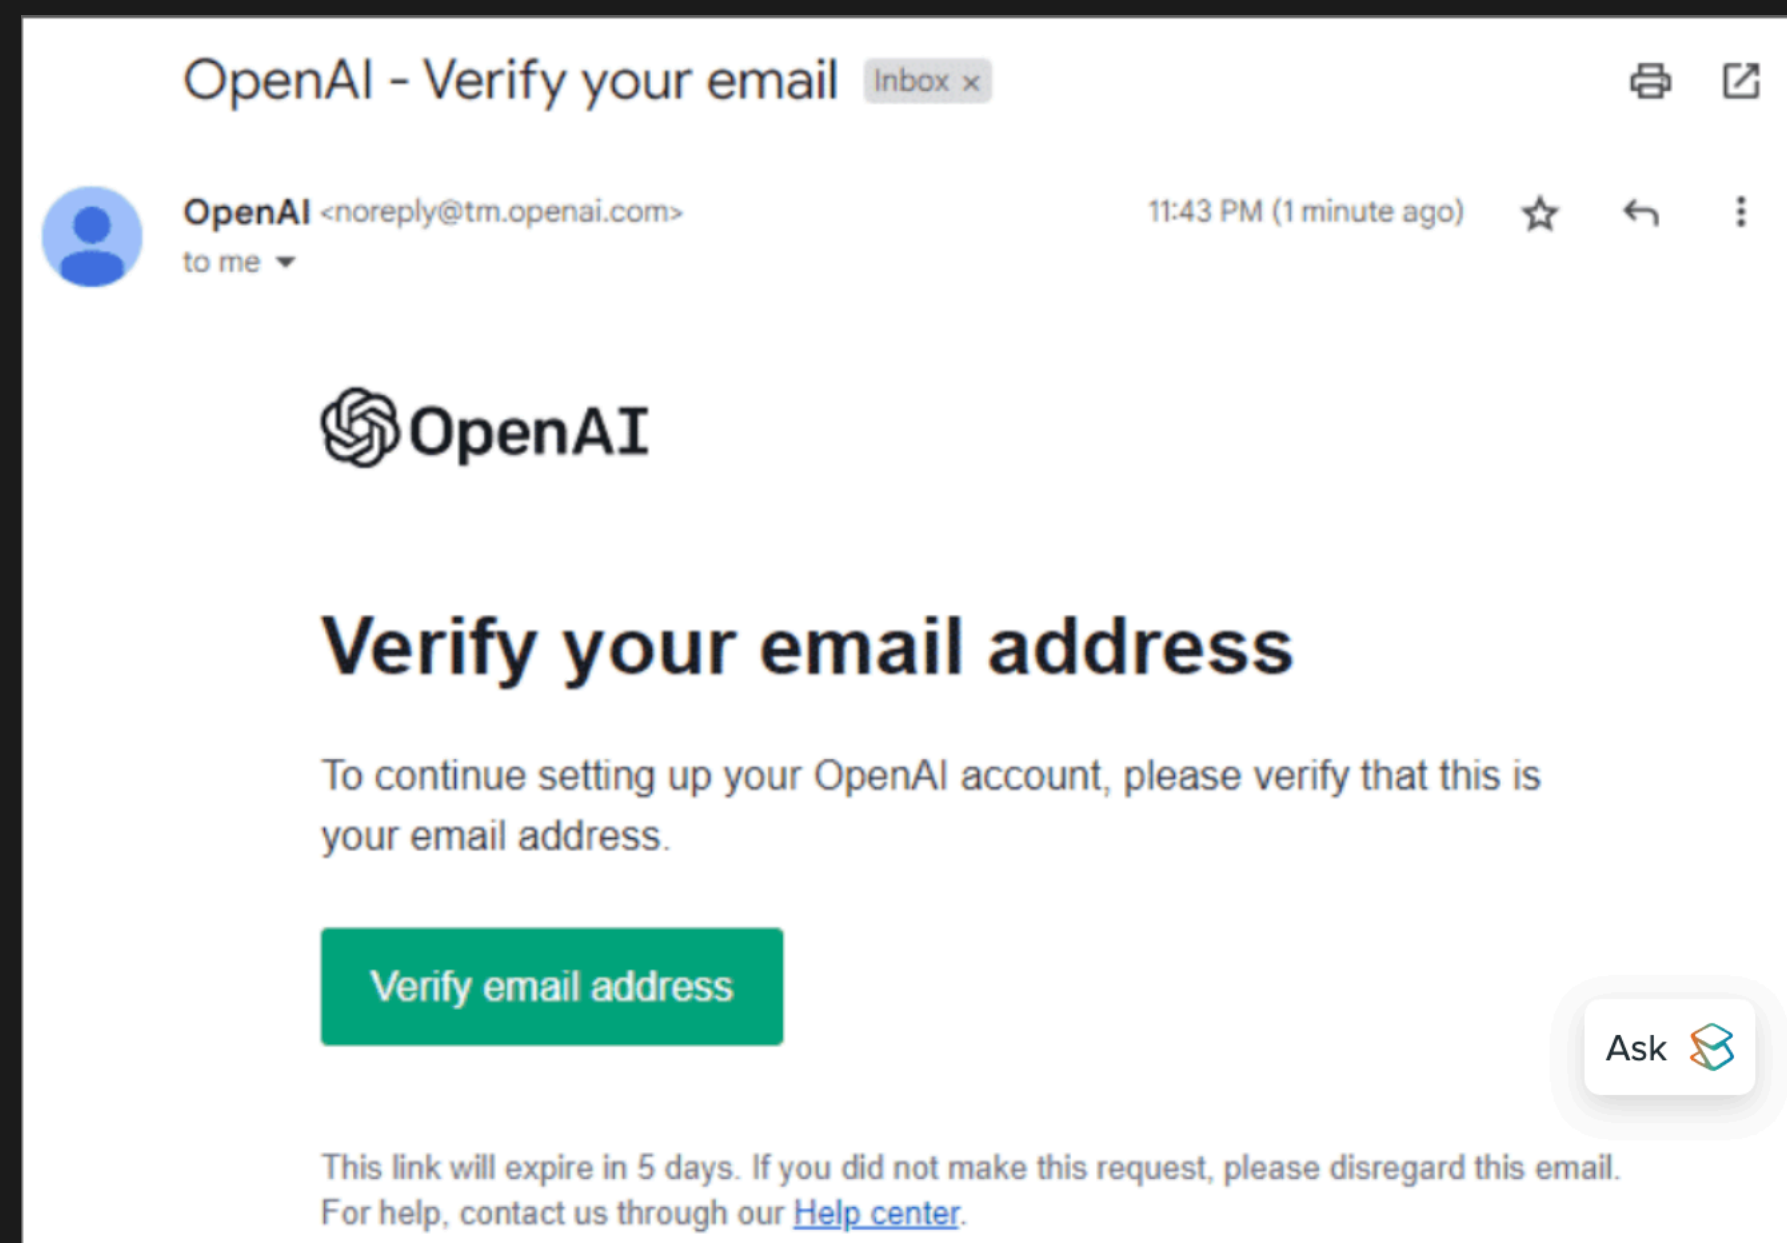 OpenAI - Verify your email Inbox ×
OpenAI <noreply@tm.openai.com> 11:43 PM (1 minute ago)
to me
OpenAI
Verify your email address
To continue setting up your OpenAI account, please verify that this is
your email address.
Verify email address
Ask
This link will expire in 5 days. If you did not make this request, please disregard this email.
For help, contact us through our Help center.